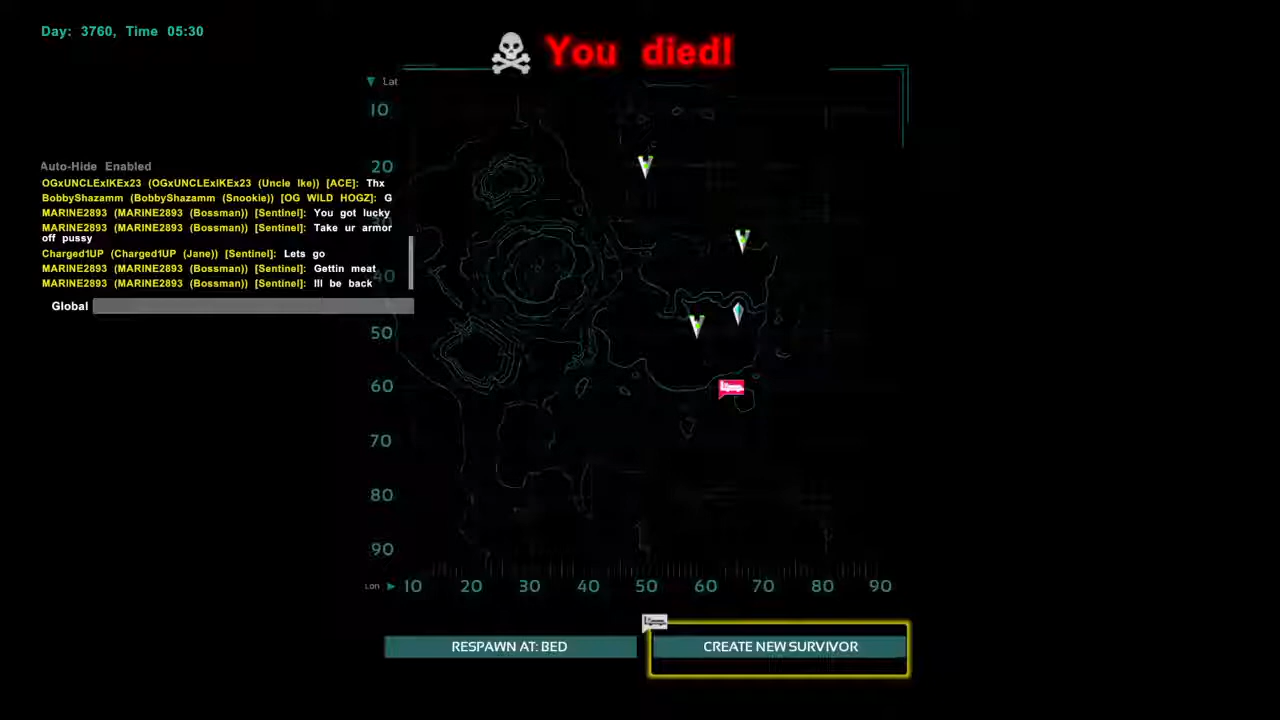 Day: 3760, Time 05:30
You died!
Lat
10
20
30
40
50
60
70
80
90
Auto-Hide Enabled
OGxUNCLExIKEx23 (OGxUNCLExIKEx23 (Uncle Ike)) [ACE]: Thx
BobbyShazamm (BobbyShazamm (Snookie)) [OG WILD HOGZ]: G
MARINE2893 (MARINE2893 (Bossman)) [Sentinel]: You got lucky
MARINE2893 (MARINE2893 (Bossman)) [Sentinel]: Take ur armor
off pussy
Charged1UP (Charged1UP (Jane)) [Sentinel]: Lets go
MARINE2893 (MARINE2893 (Bossman)) [Sentinel]: Gettin meat
MARINE2893 (MARINE2893 (Bossman)) [Sentinel]: Ill be back
Global
Lon 10 20 30 40 50 60 70 80 90
RESPAWN AT: BED
CREATE NEW SURVIVOR